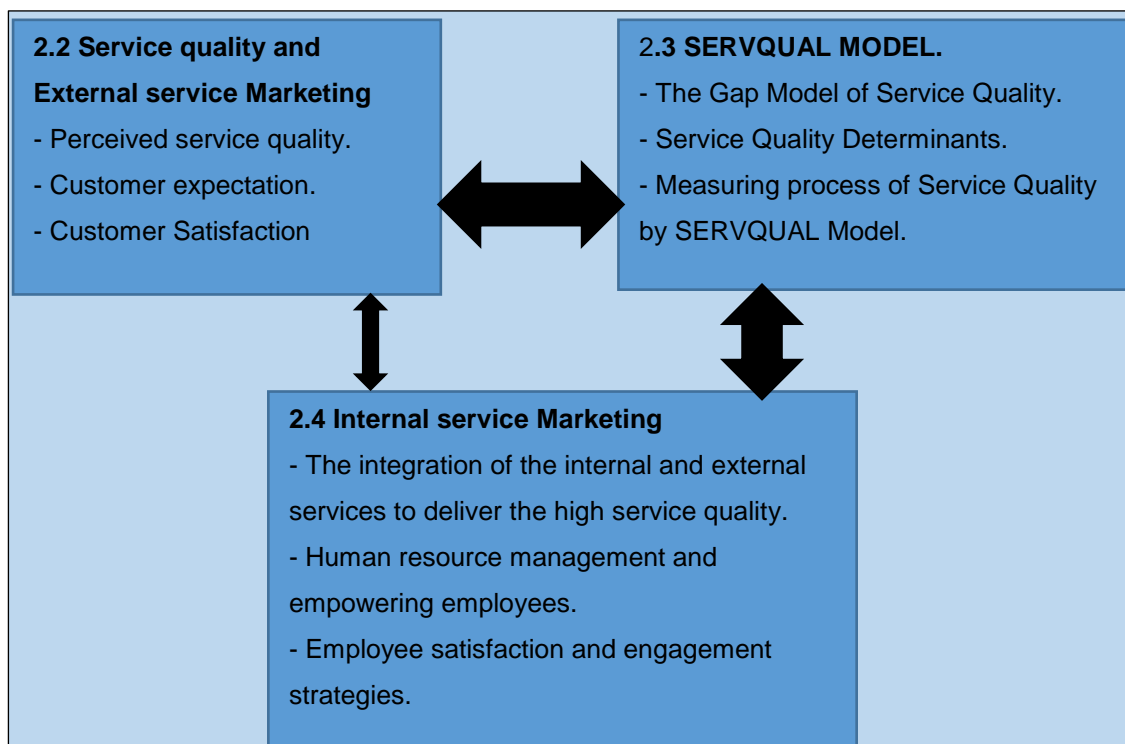 2.2 Service quality and
External service Marketing
- Perceived service quality.
- Customer expectation.
- Customer Satisfaction
2.3 SERVQUAL MODEL.
- The Gap Model of Service Quality.
- Service Quality Determinants.
- Measuring process of Service Quality
by SERVQUAL Model.
2.4 Internal service Marketing
- The integration of the internal and external
services to deliver the high service quality.
- Human resource management and
empowering employees.
- Employee satisfaction and engagement
strategies.